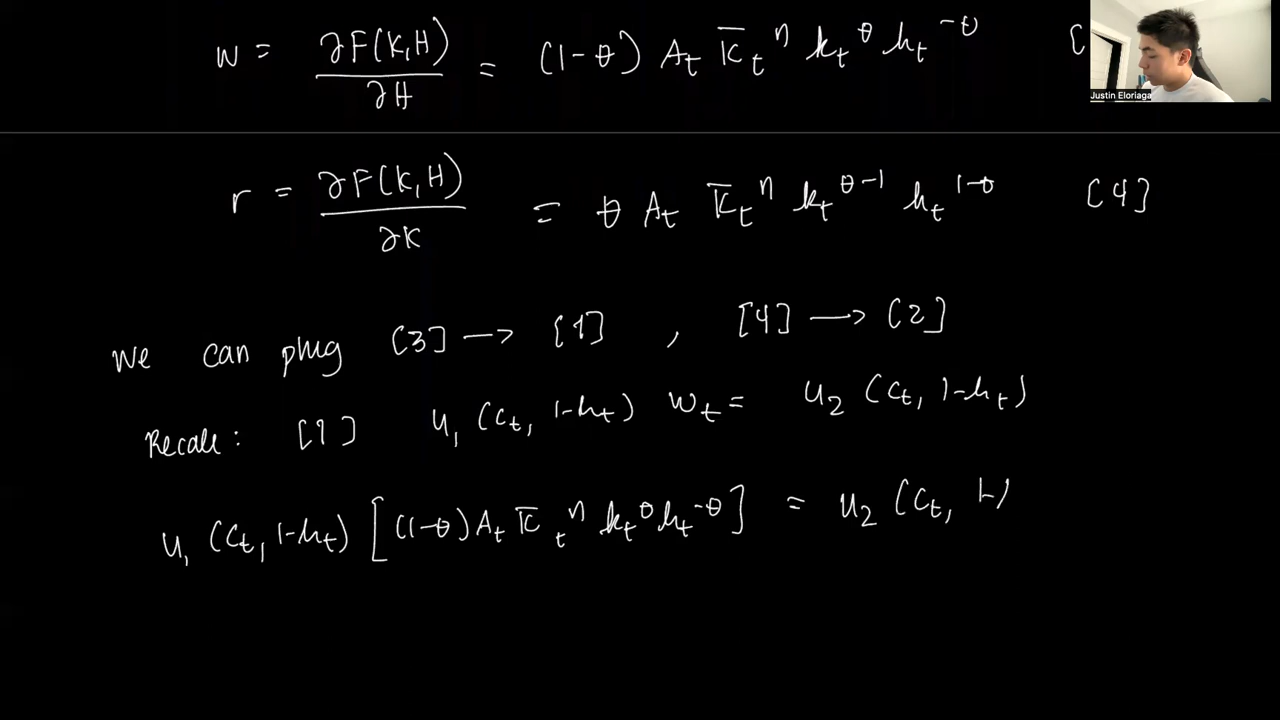 w = ∂F(K,H)/∂H = (1-θ) A_t K̄_t^η k_t^θ h_t^-θ [
Justin Eloriaga
r = ∂F(K,H)/∂K = θ A_t K̄_t^η k_t^θ-1 h_t^1-θ [4]
We can plug [3] → [1] , [4] → [2]
Recall: [1] u_1 (c_t, 1-h_t) w_t = u_2 (c_t, 1-h_t)
u_1 (c_t, 1-h_t) [(1-θ) A_t K̄_t^η k_t^θ h_t^-θ] = u_2 (c_t, 1-)